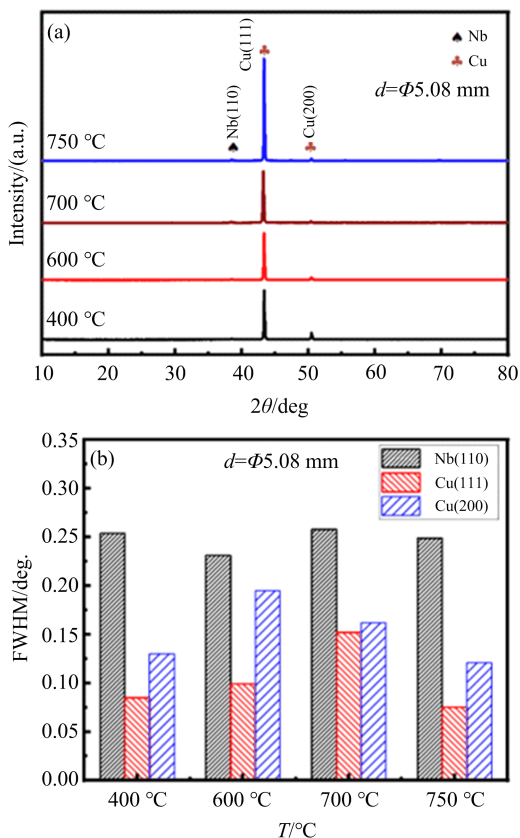 (a)
Cu(111)
♠ Nb
♣ Cu
d=Φ5.08 mm
Nb(110)
Cu(200)
750 °C
700 °C
600 °C
400 °C
Intensity/(a.u.)
10 20 30 40 50 60 70 80
2θ/deg
(b)
d=Φ5.08 mm
Nb(110)
Cu(111)
Cu(200)
0.35
0.30
0.25
0.20
0.15
0.10
0.05
0.00
FWHM/deg.
400 °C 600 °C 700 °C 750 °C
T/°C